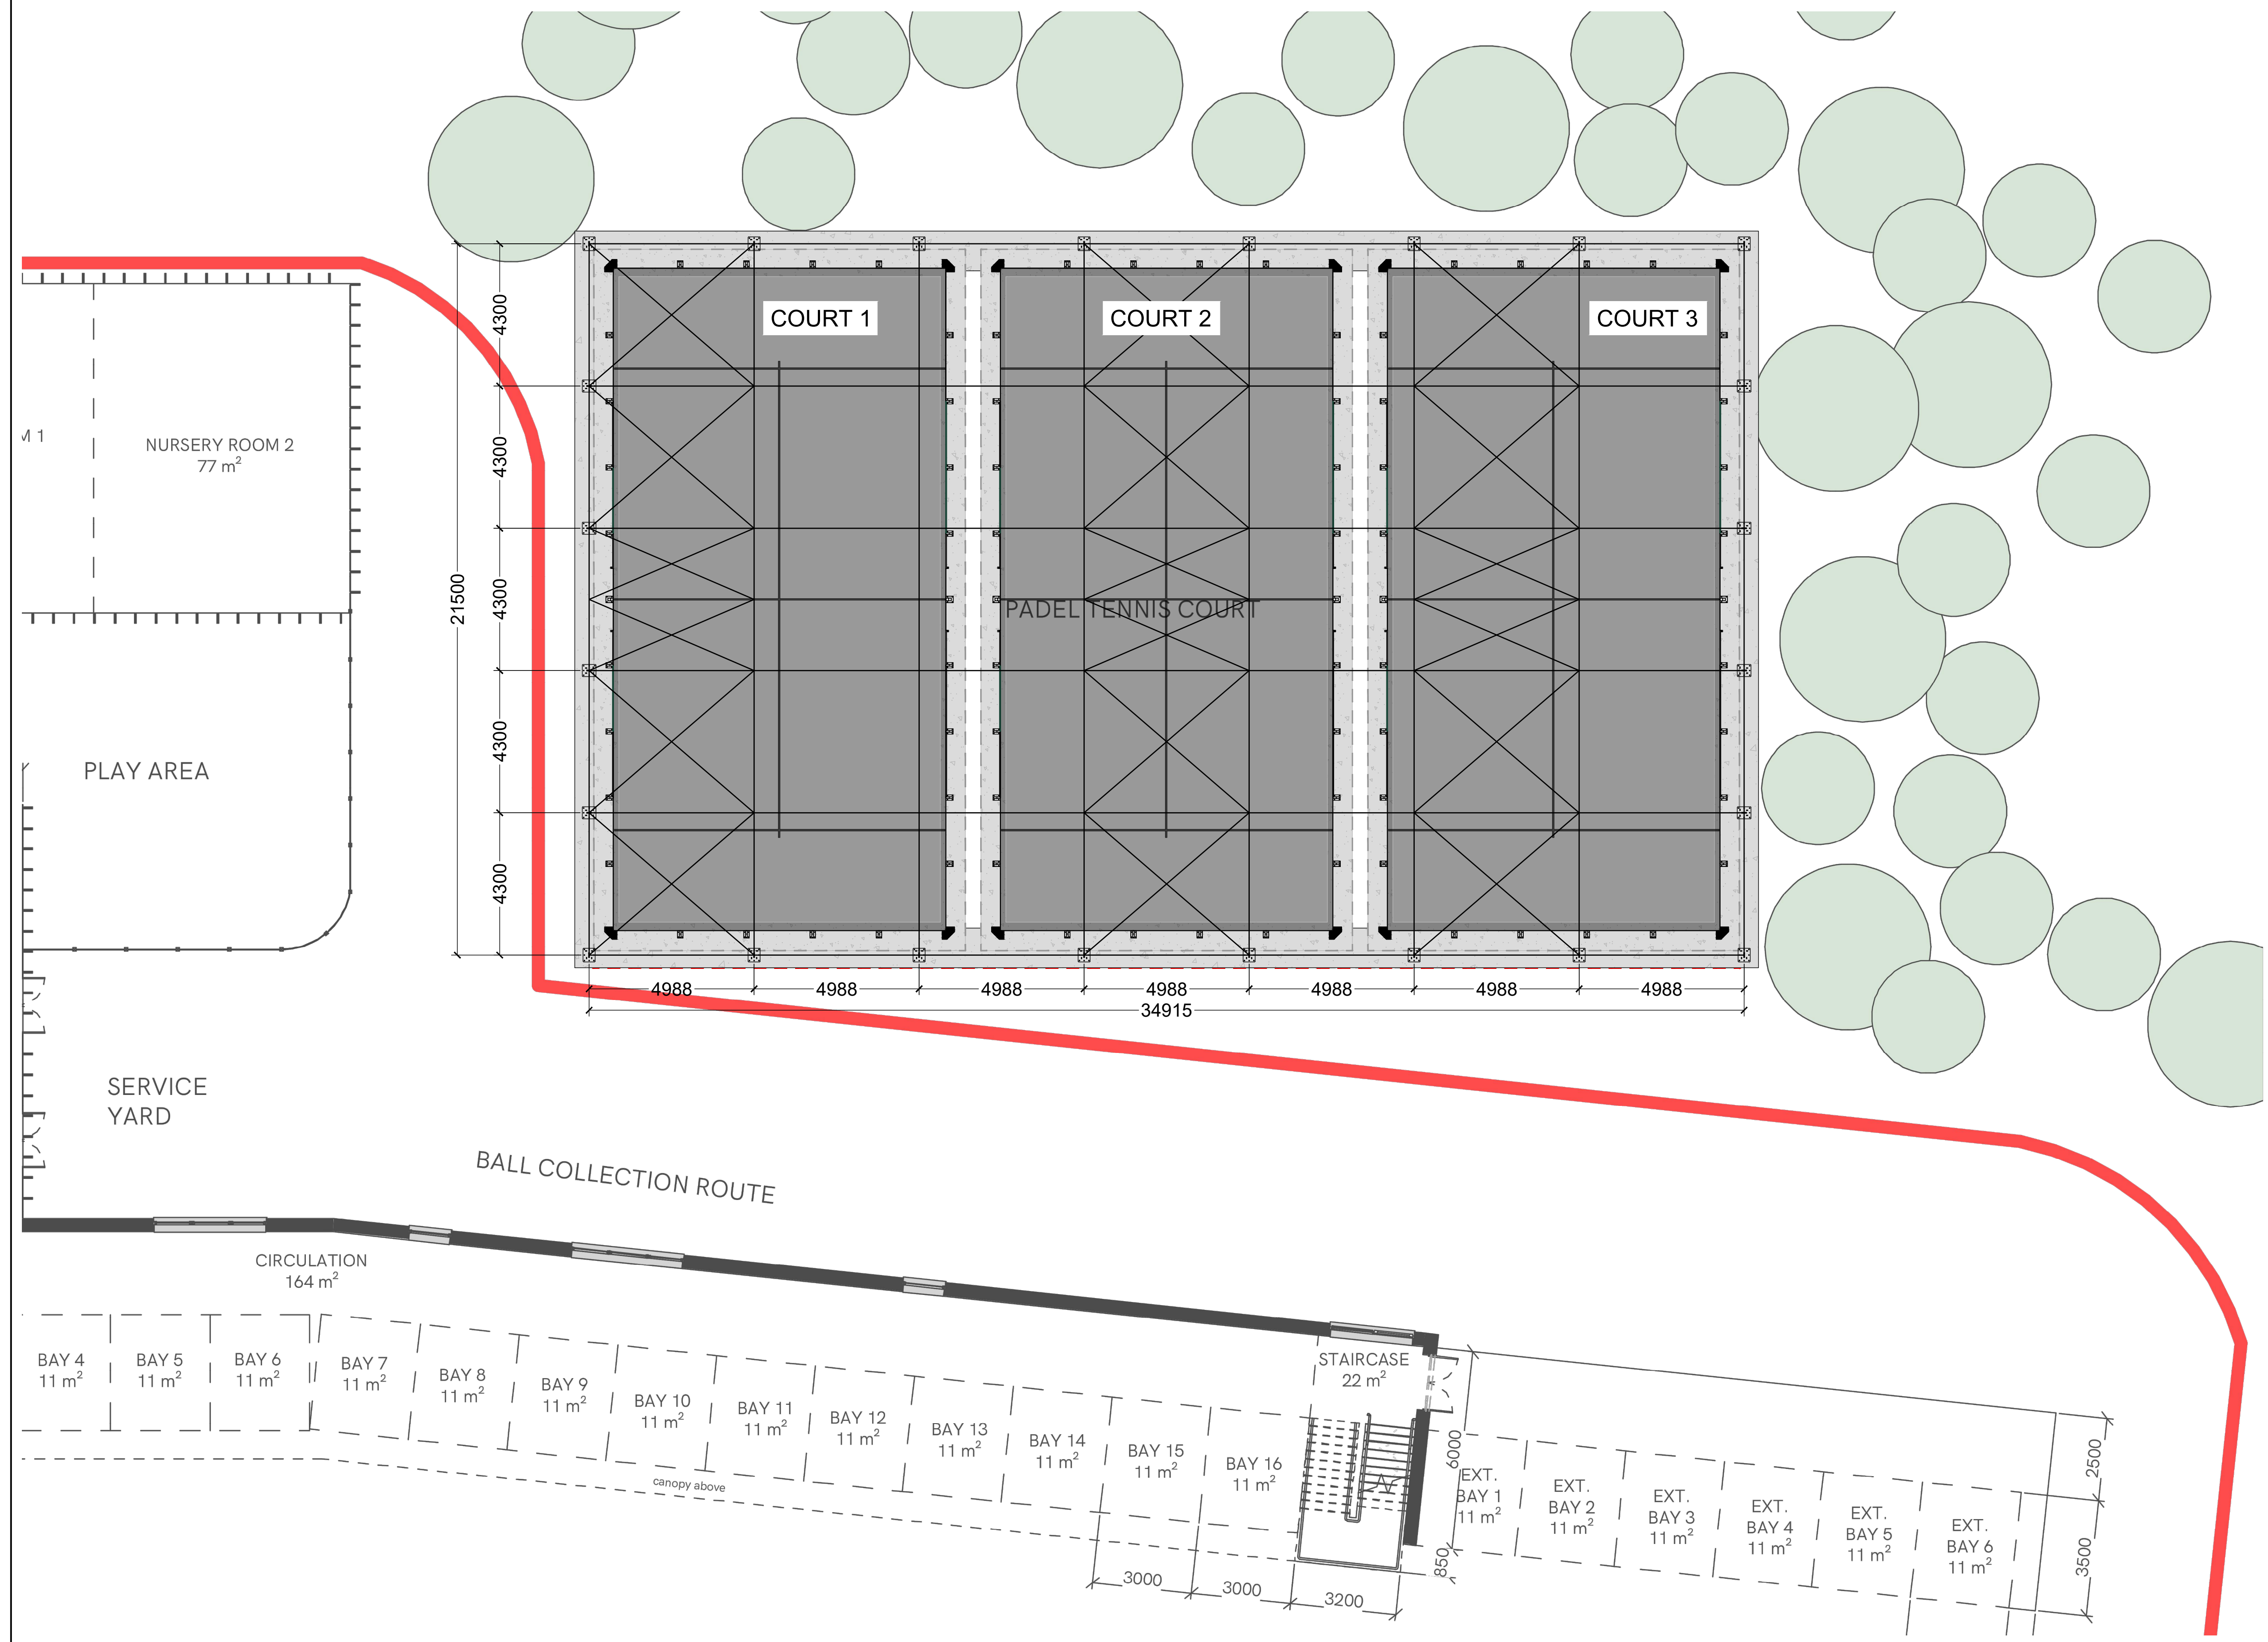 COURT 1
COURT 2
COURT 3
4300
4300
4300
4300
4300
21500
M 1
NURSERY ROOM 2
77 m²
PADEL TENNIS COURT
PLAY AREA
4988
4988
4988
4988
4988
4988
4988
34915
SERVICE
YARD
BALL COLLECTION ROUTE
CIRCULATION
164 m²
BAY 4
11 m²
BAY 5
11 m²
BAY 6
11 m²
BAY 7
11 m²
BAY 8
11 m²
BAY 9
11 m²
BAY 10
11 m²
BAY 11
11 m²
BAY 12
11 m²
BAY 13
11 m²
BAY 14
11 m²
BAY 15
11 m²
BAY 16
11 m²
STAIRCASE
22 m²
canopy above
6000
850
3000
3000
3200
EXT.
BAY 1
11 m²
EXT.
BAY 2
11 m²
EXT.
BAY 3
11 m²
EXT.
BAY 4
11 m²
EXT.
BAY 5
11 m²
EXT.
BAY 6
11 m²
2500
3500